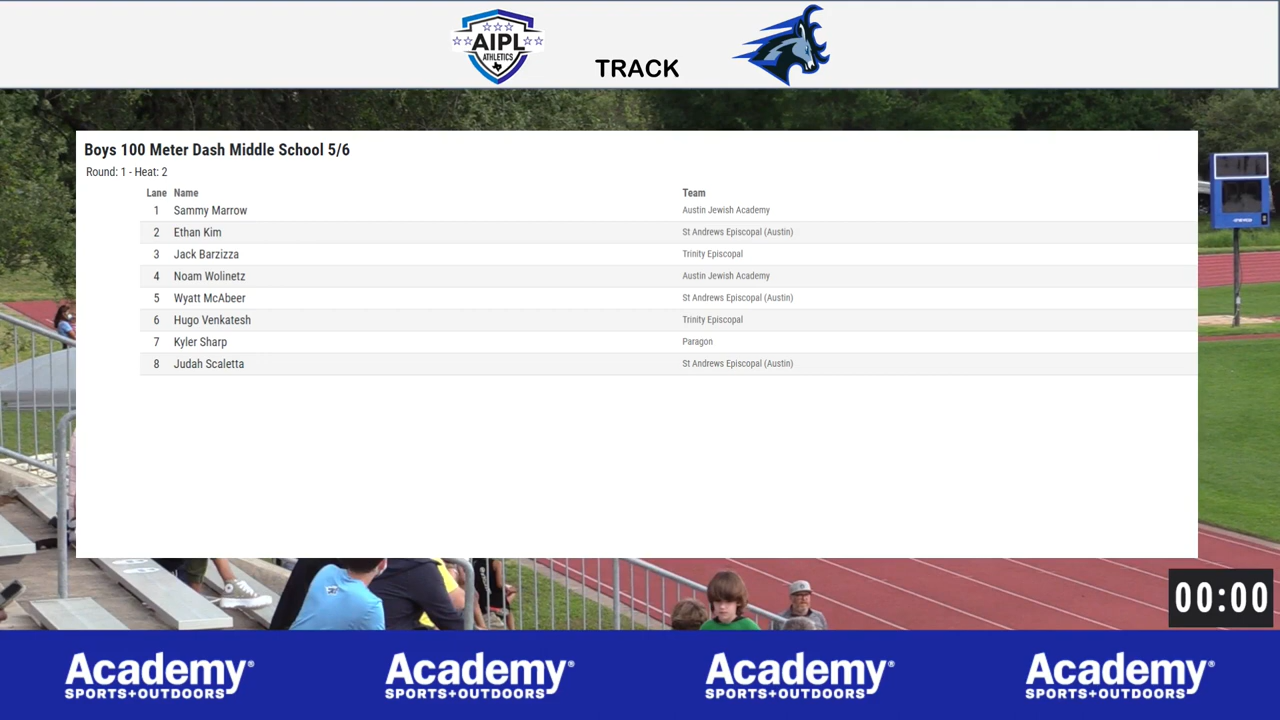 AIPL
ATHLETICS
TRACK
Boys 100 Meter Dash Middle School 5/6
Round: 1 - Heat: 2
Lane Name Team
1 Sammy Marrow Austin Jewish Academy
2 Ethan Kim St Andrews Episcopal (Austin)
3 Jack Barzizza Trinity Episcopal
4 Noam Wolinetz Austin Jewish Academy
5 Wyatt McAbeer St Andrews Episcopal (Austin)
6 Hugo Venkatesh Trinity Episcopal
7 Kyler Sharp Paragon
8 Judah Scaletta St Andrews Episcopal (Austin)
00:00
Academy® Academy® Academy® Academy®
SPORTS+OUTDOORS SPORTS+OUTDOORS SPORTS+OUTDOORS SPORTS+OUTDOORS